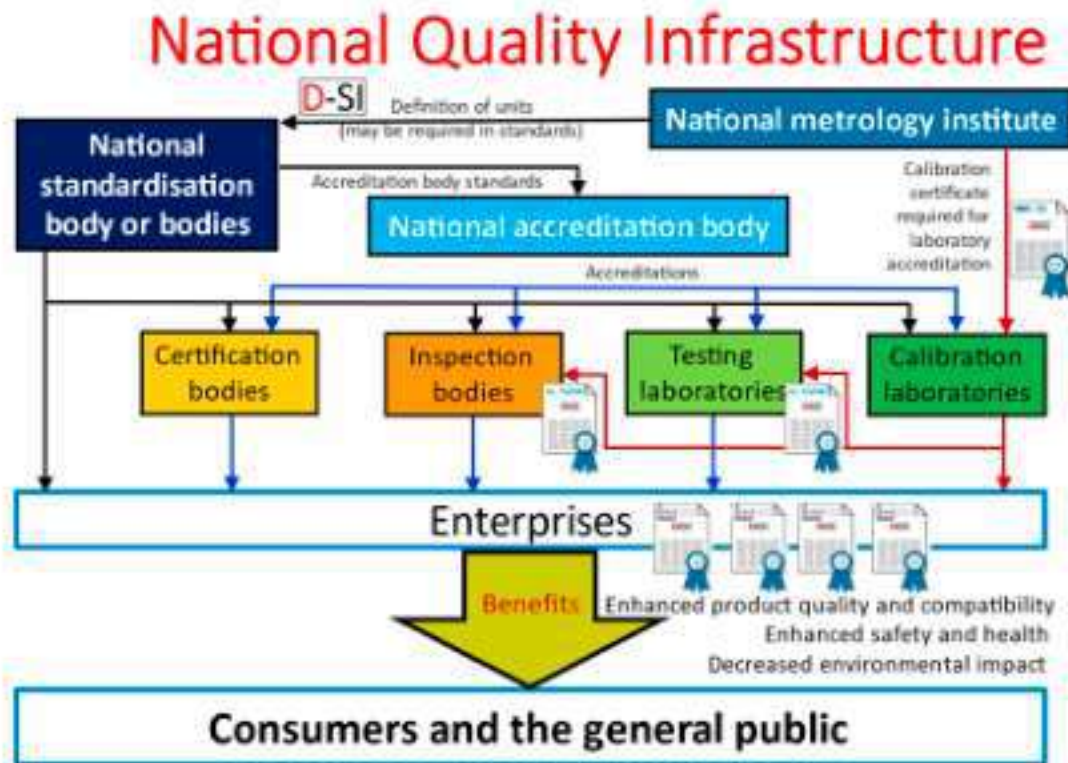 National Quality Infrastructure
D-SI
Definition of units
(may be required in standards)
National metrology institute
National
standardisation
body or bodies
Accreditation body standards
National accreditation body
Calibration
certificate
required for
laboratory
accreditation
Accreditations
Certification
bodies
Inspection
bodies
Testing
laboratories
Calibration
laboratories
Enterprises
Benefits
Enhanced product quality and compatibility
Enhanced safety and health
Decreased environmental impact
Consumers and the general public